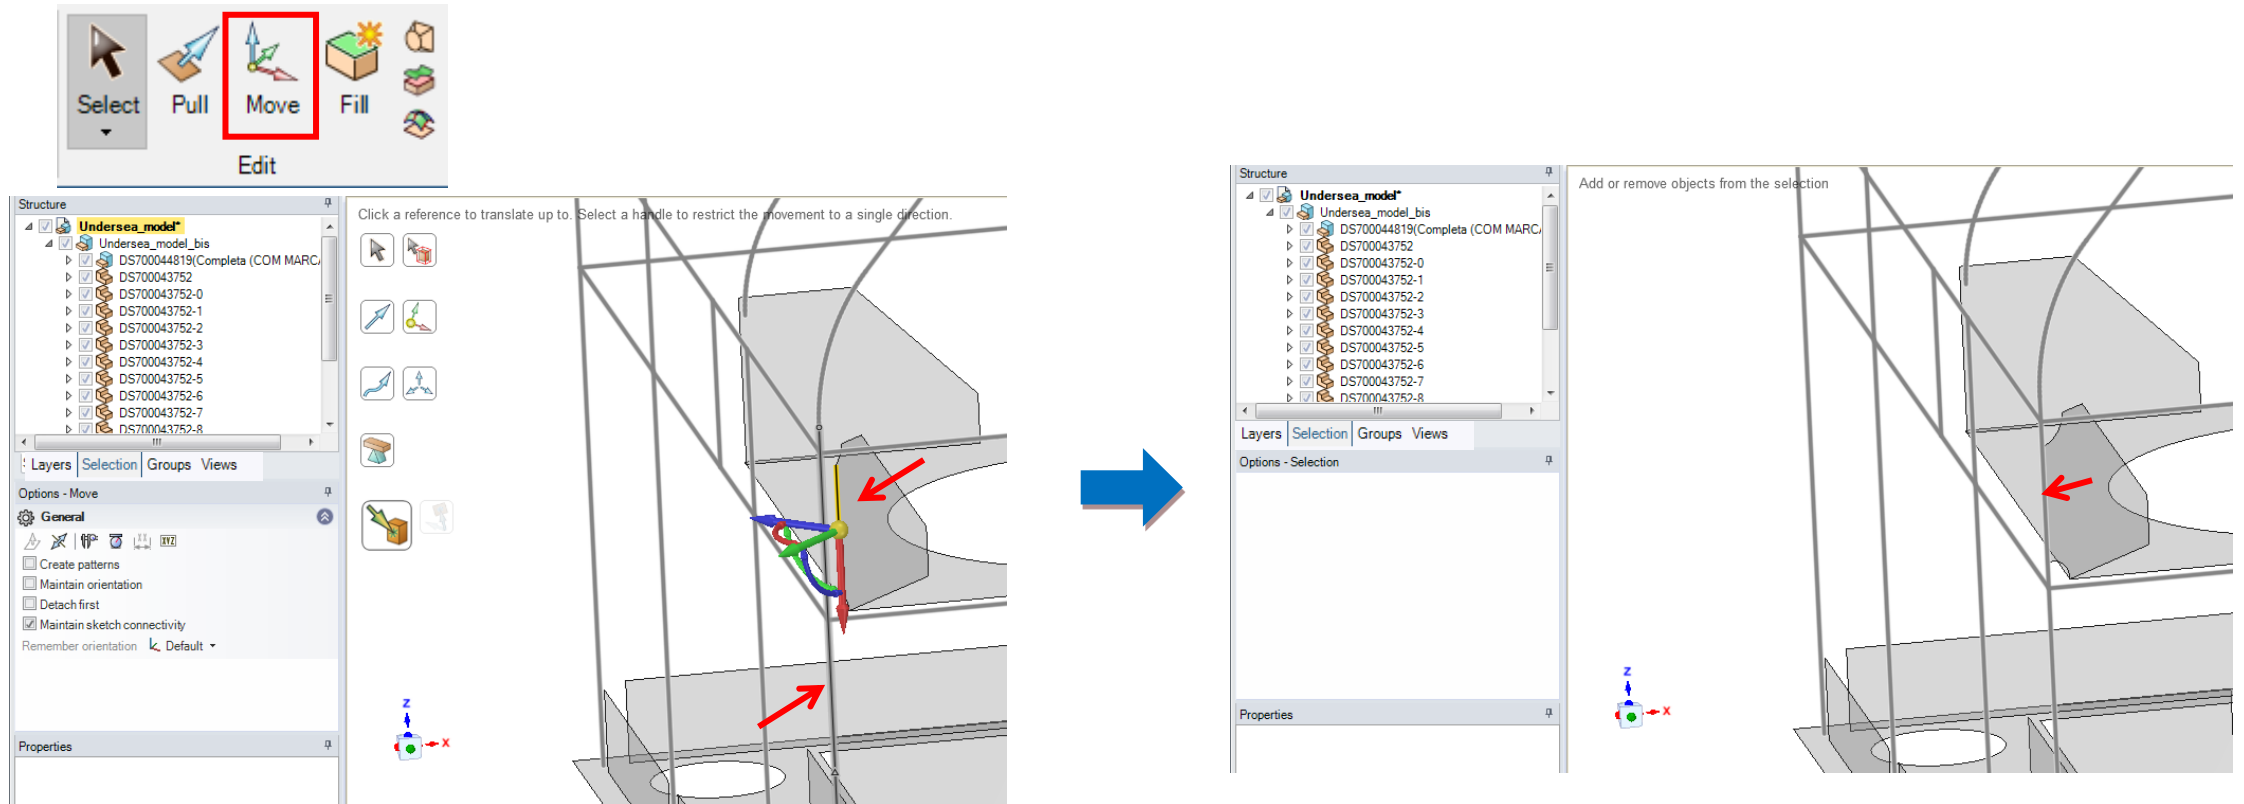 Select
Pull
Move
Fill
Edit
Structure
Undersea_model*
Undersea_model_bis
DS700044819(Completa (COM MARC
DS700043752
DS700043752-0
DS700043752-1
DS700043752-2
DS700043752-3
DS700043752-4
DS700043752-5
DS700043752-6
DS700043752-7
DS700043752-8
Layers Selection Groups Views
Options - Move
General
XYZ
Create patterns
Maintain orientation
Detach first
Maintain sketch connectivity
Remember orientation Default
Properties
Click a reference to translate up to. Select a handle to restrict the movement to a single direction.
Z
X
Structure
Undersea_model*
Undersea_model_bis
DS700044819(Completa (COM MARC
DS700043752
DS700043752-0
DS700043752-1
DS700043752-2
DS700043752-3
DS700043752-4
DS700043752-5
DS700043752-6
DS700043752-7
DS700043752-8
Layers Selection Groups Views
Options - Selection
Properties
Add or remove objects from the selection
Z
X